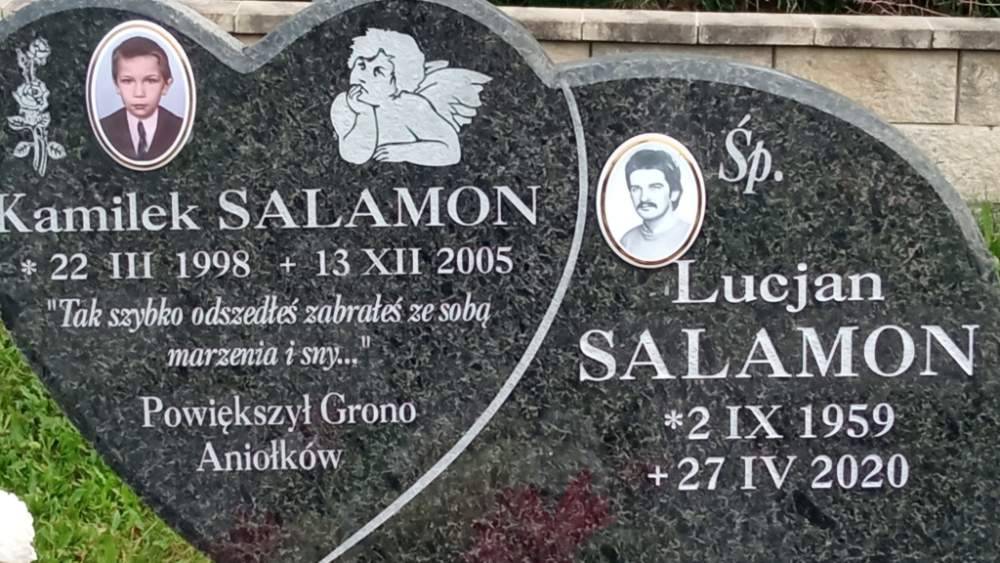 Kamilek SALAMON
* 22 III 1998 + 13 XII 2005
"Tak szybko odszedłeś zabrałeś ze sobą
marzenia i sny..."
Powiększył Grono
Aniołków
Śp.
Lucjan
SALAMON
*2 IX 1959
+27 IV 2020